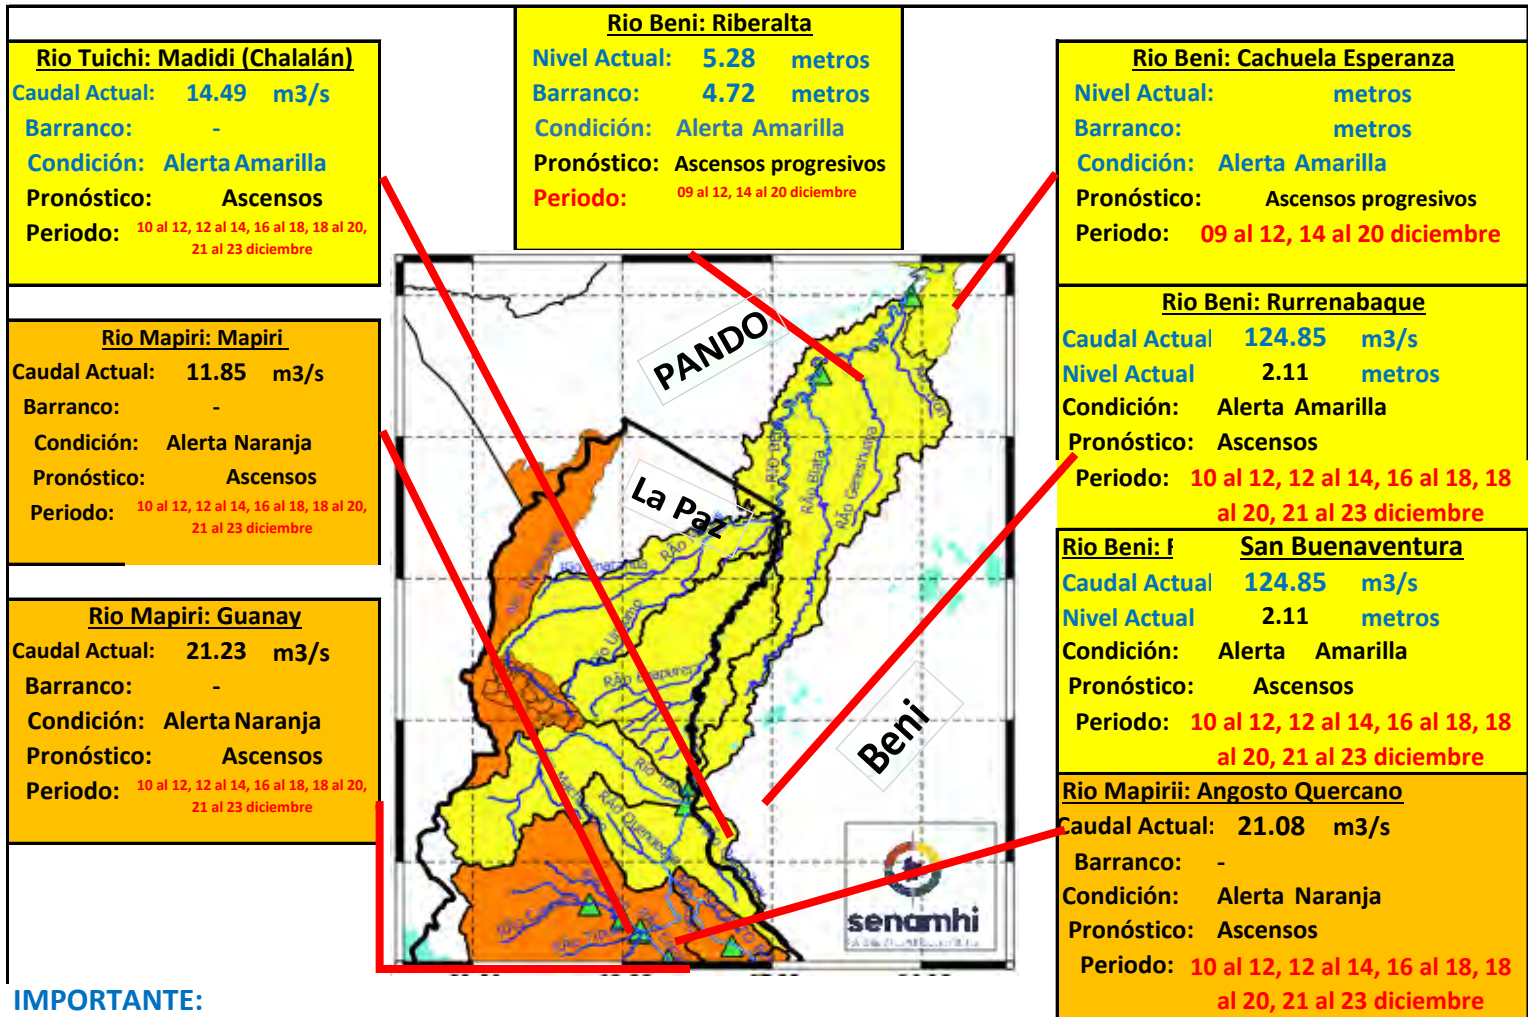 Rio Tuichi: Madidi (Chalalán)
Caudal Actual: 14.49 m3/s
Barranco: -
Condición: Alerta Amarilla
Pronóstico: Ascensos
Periodo: 10 al 12, 12 al 14, 16 al 18, 18 al 20,
21 al 23 diciembre
Rio Mapiri: Mapiri
Caudal Actual: 11.85 m3/s
Barranco: -
Condición: Alerta Naranja
Pronóstico: Ascensos
Periodo: 10 al 12, 12 al 14, 16 al 18, 18 al 20,
21 al 23 diciembre
Rio Mapiri: Guanay
Caudal Actual: 21.23 m3/s
Barranco: -
Condición: Alerta Naranja
Pronóstico: Ascensos
Periodo: 10 al 12, 12 al 14, 16 al 18, 18 al 20,
21 al 23 diciembre
Rio Beni: Riberalta
Nivel Actual: 5.28 metros
Barranco: 4.72 metros
Condición: Alerta Amarilla
Pronóstico: Ascensos progresivos
Periodo: 09 al 12, 14 al 20 diciembre
PANDO
La Paz
Beni
RÃo Biata
RÃo Geneshuaya
senamhi
Rio Beni: Cachuela Esperanza
Nivel Actual: metros
Barranco: metros
Condición: Alerta Amarilla
Pronóstico: Ascensos progresivos
Periodo: 09 al 12, 14 al 20 diciembre
Rio Beni: Rurrenabaque
Caudal Actual 124.85 m3/s
Nivel Actual 2.11 metros
Condición: Alerta Amarilla
Pronóstico: Ascensos
Periodo: 10 al 12, 12 al 14, 16 al 18, 18
al 20, 21 al 23 diciembre
Rio Beni: San Buenaventura
Caudal Actual 124.85 m3/s
Nivel Actual 2.11 metros
Condición: Alerta Amarilla
Pronóstico: Ascensos
Periodo: 10 al 12, 12 al 14, 16 al 18, 18
al 20, 21 al 23 diciembre
Rio Mapirii: Angosto Quercano
Caudal Actual: 21.08 m3/s
Barranco: -
Condición: Alerta Naranja
Pronóstico: Ascensos
Periodo: 10 al 12, 12 al 14, 16 al 18, 18
al 20, 21 al 23 diciembre
IMPORTANTE: